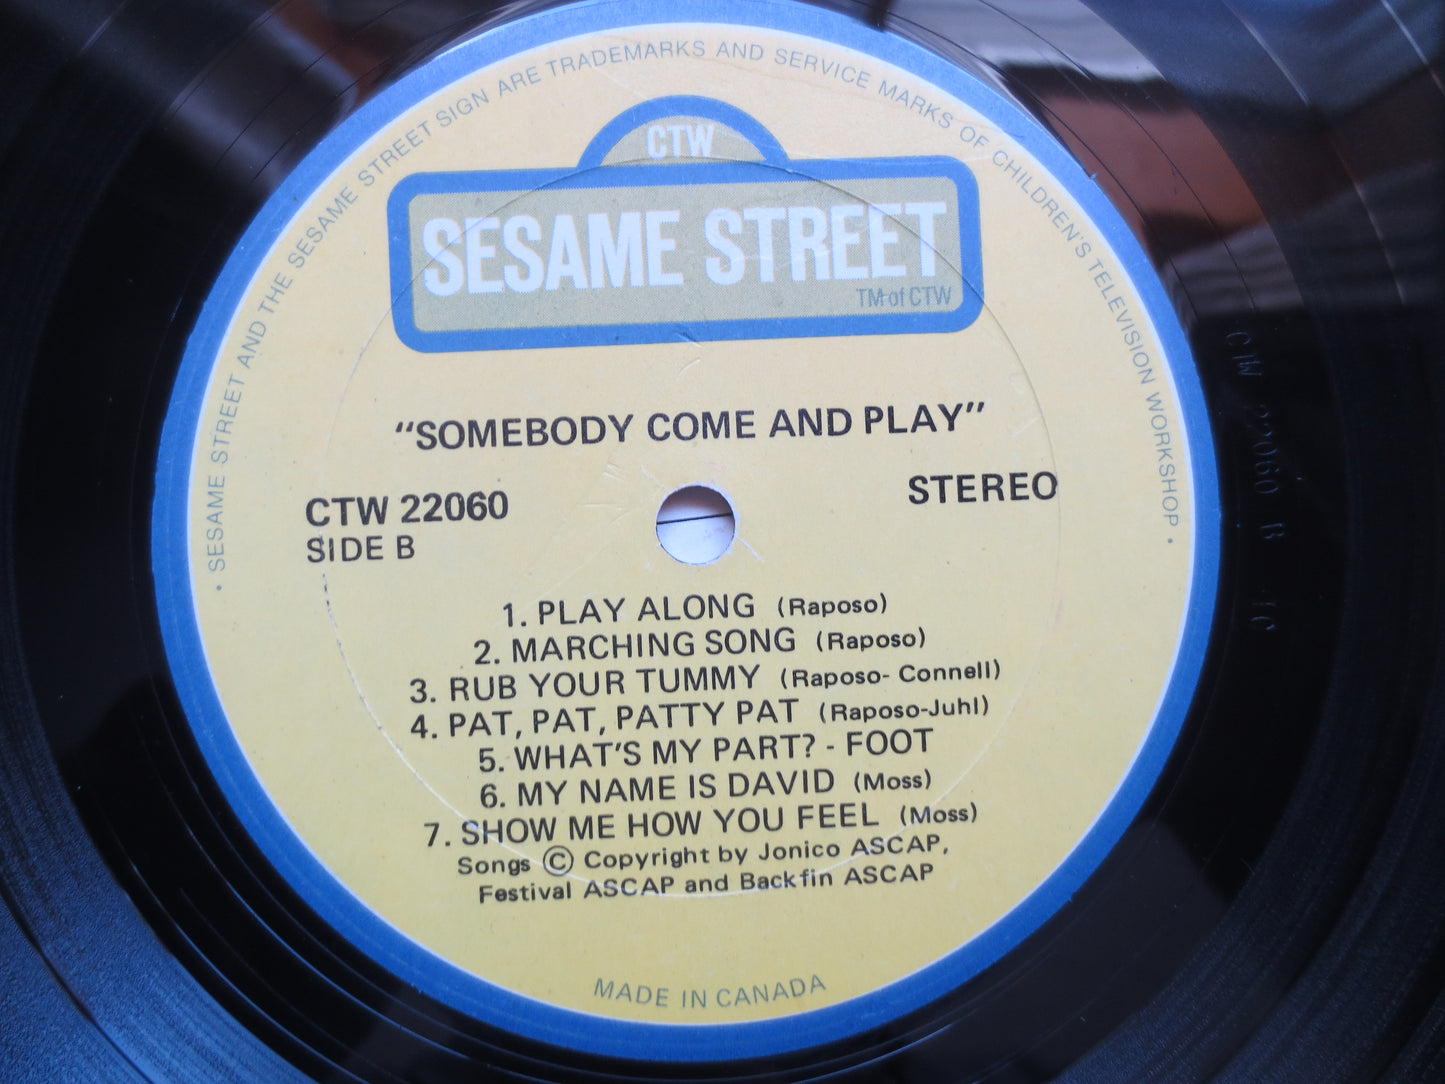 • SESAME STREET AND THE SESAME STREET SIGN ARE TRADEMARKS AND SERVICE MARKS OF CHILDREN'S TELEVISION WORKSHOP •
CTW
SESAME STREET
TM of CTW
"SOMEBODY COME AND PLAY"
CTW 22060
STEREO
SIDE B
1. PLAY ALONG (Raposo)
2. MARCHING SONG (Raposo)
3. RUB YOUR TUMMY (Raposo- Connell)
4. PAT, PAT, PATTY PAT (Raposo-Juhl)
5. WHAT'S MY PART? - FOOT
6. MY NAME IS DAVID (Moss)
7. SHOW ME HOW YOU FEEL (Moss)
Songs © Copyright by Jonico ASCAP,
Festival ASCAP and Backfin ASCAP
MADE IN CANADA
CTW 22060 B 1C